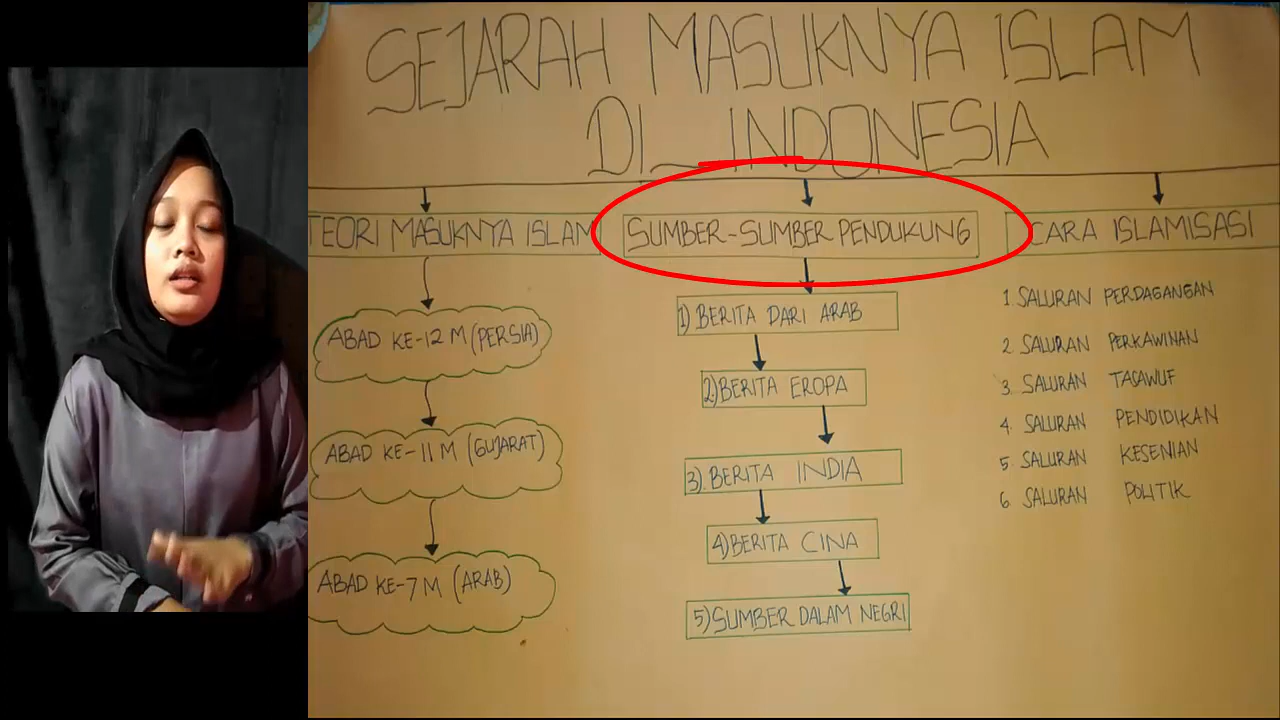 SEJARAH MASUKNYA ISLAM
DI INDONESIA
TEORI MASUKNYA ISLAM
ABAD KE-12 M (PERSIA)
ABAD KE-11 M (GUJARAT)
ABAD KE-7 M (ARAB)
SUMBER-SUMBER PENDUKUNG
1) BERITA DARI ARAB
2) BERITA EROPA
3). BERITA INDIA
4) BERITA CINA
5) SUMBER DALAM NEGRI
CARA ISLAMISASI
1. SALURAN PERDAGANGAN
2. SALURAN PERKAWINAN
3. SALURAN TASAWUF
4. SALURAN PENDIDIKAN
5. SALURAN KESENIAN
6. SALURAN POLITIK